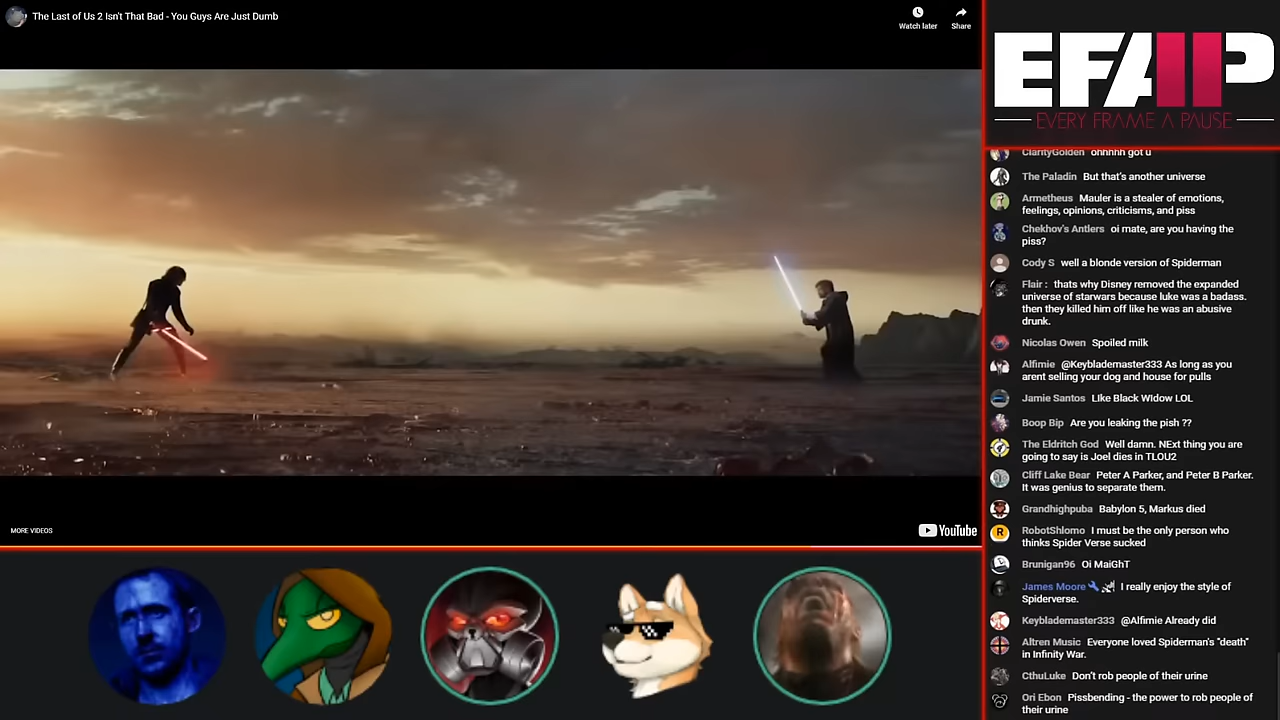 The Last of Us 2 Isn't That Bad - You Guys Are Just Dumb
Watch later
Share
MORE VIDEOS
YouTube
EFAP
EVERY FRAME A PAUSE
ClarityGolden ohhhhh got u
The Paladin But that's another universe
Armetheus Mauler is a stealer of emotions,
feelings, opinions, criticisms, and piss
Chekhov's Antlers oi mate, are you having the
piss?
Cody S well a blonde version of Spiderman
Flair : thats why Disney removed the expanded
universe of starwars because luke was a badass.
then they killed him off like he was an abusive
drunk.
Nicolas Owen Spoiled milk
Alfimie @Keyblademaster333 As long as you
arent selling your dog and house for pulls
Jamie Santos Like Black Widow LOL
Boop Bip Are you leaking the pish ??
The Eldritch God Well damn. NExt thing you are
going to say is Joel dies in TLOU2
Cliff Lake Bear Peter A Parker, and Peter B Parker.
It was genius to separate them.
Grandhighpuba Babylon 5, Markus died
R
RobotShlomo I must be the only person who
thinks Spider Verse sucked
Brunigan96 Oi MaiGhT
James Moore I really enjoy the style of
Spiderverse.
Keyblademaster333 @Alfimie Already did
Altren Music Everyone loved Spiderman's "death"
in Infinity War.
CthuLuke Don't rob people of their urine
Ori Ebon Pissbending - the power to rob people of
their urine